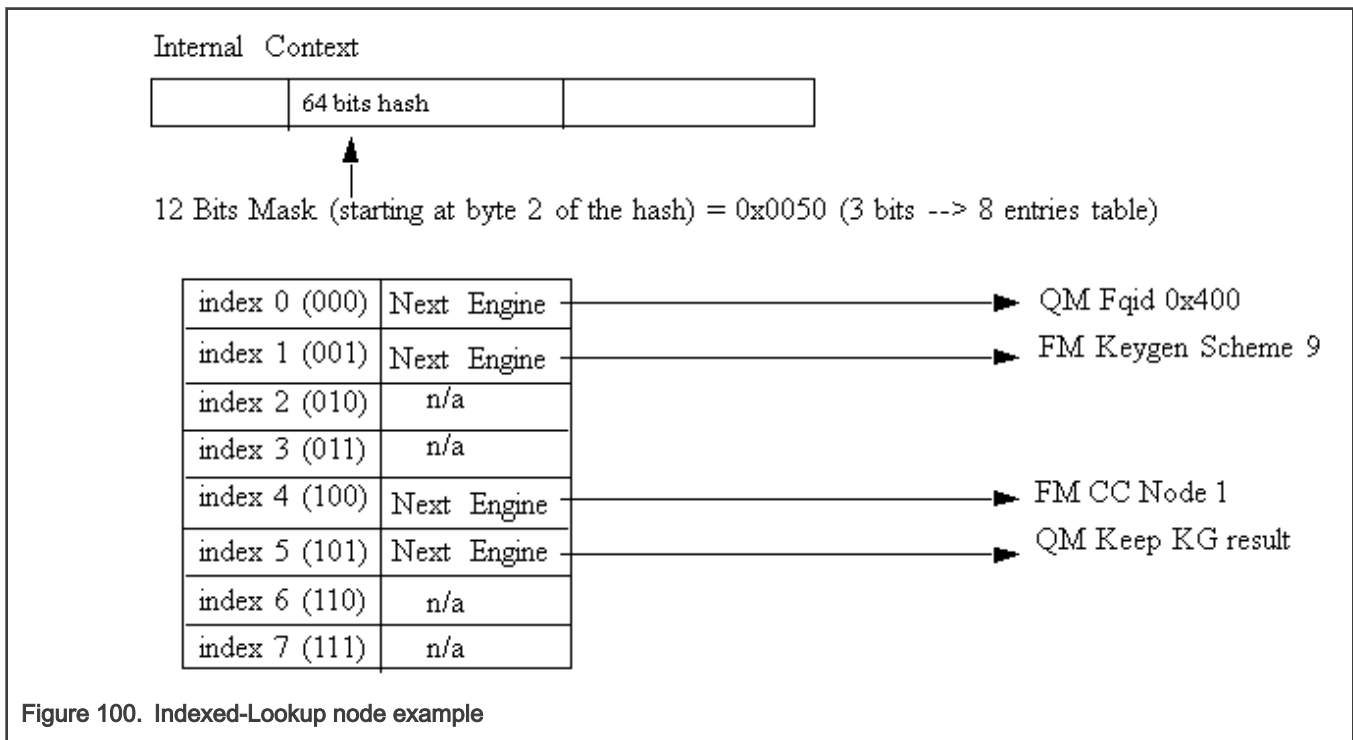 Internal Context
64 bits hash
12 Bits Mask (starting at byte 2 of the hash) = 0x0050 (3 bits --> 8 entries table)
index 0 (000) Next Engine QM Fqid 0x400
index 1 (001) Next Engine FM Keygen Scheme 9
index 2 (010) n/a
index 3 (011) n/a
index 4 (100) Next Engine FM CC Node 1
index 5 (101) Next Engine QM Keep KG result
index 6 (110) n/a
index 7 (111) n/a
Figure 100. Indexed-Lookup node example